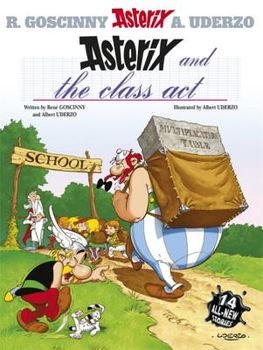 R. GOSCINNY Asterix A. UDERZO
Asterix and
the class act
Written by René GOSCINNY
and Albert UDERZO
Illustrated by Albert UDERZO
MULTIPLICATION
TABLE
SCHOOL
14
ALL-NEW
STORIES
UDERZO